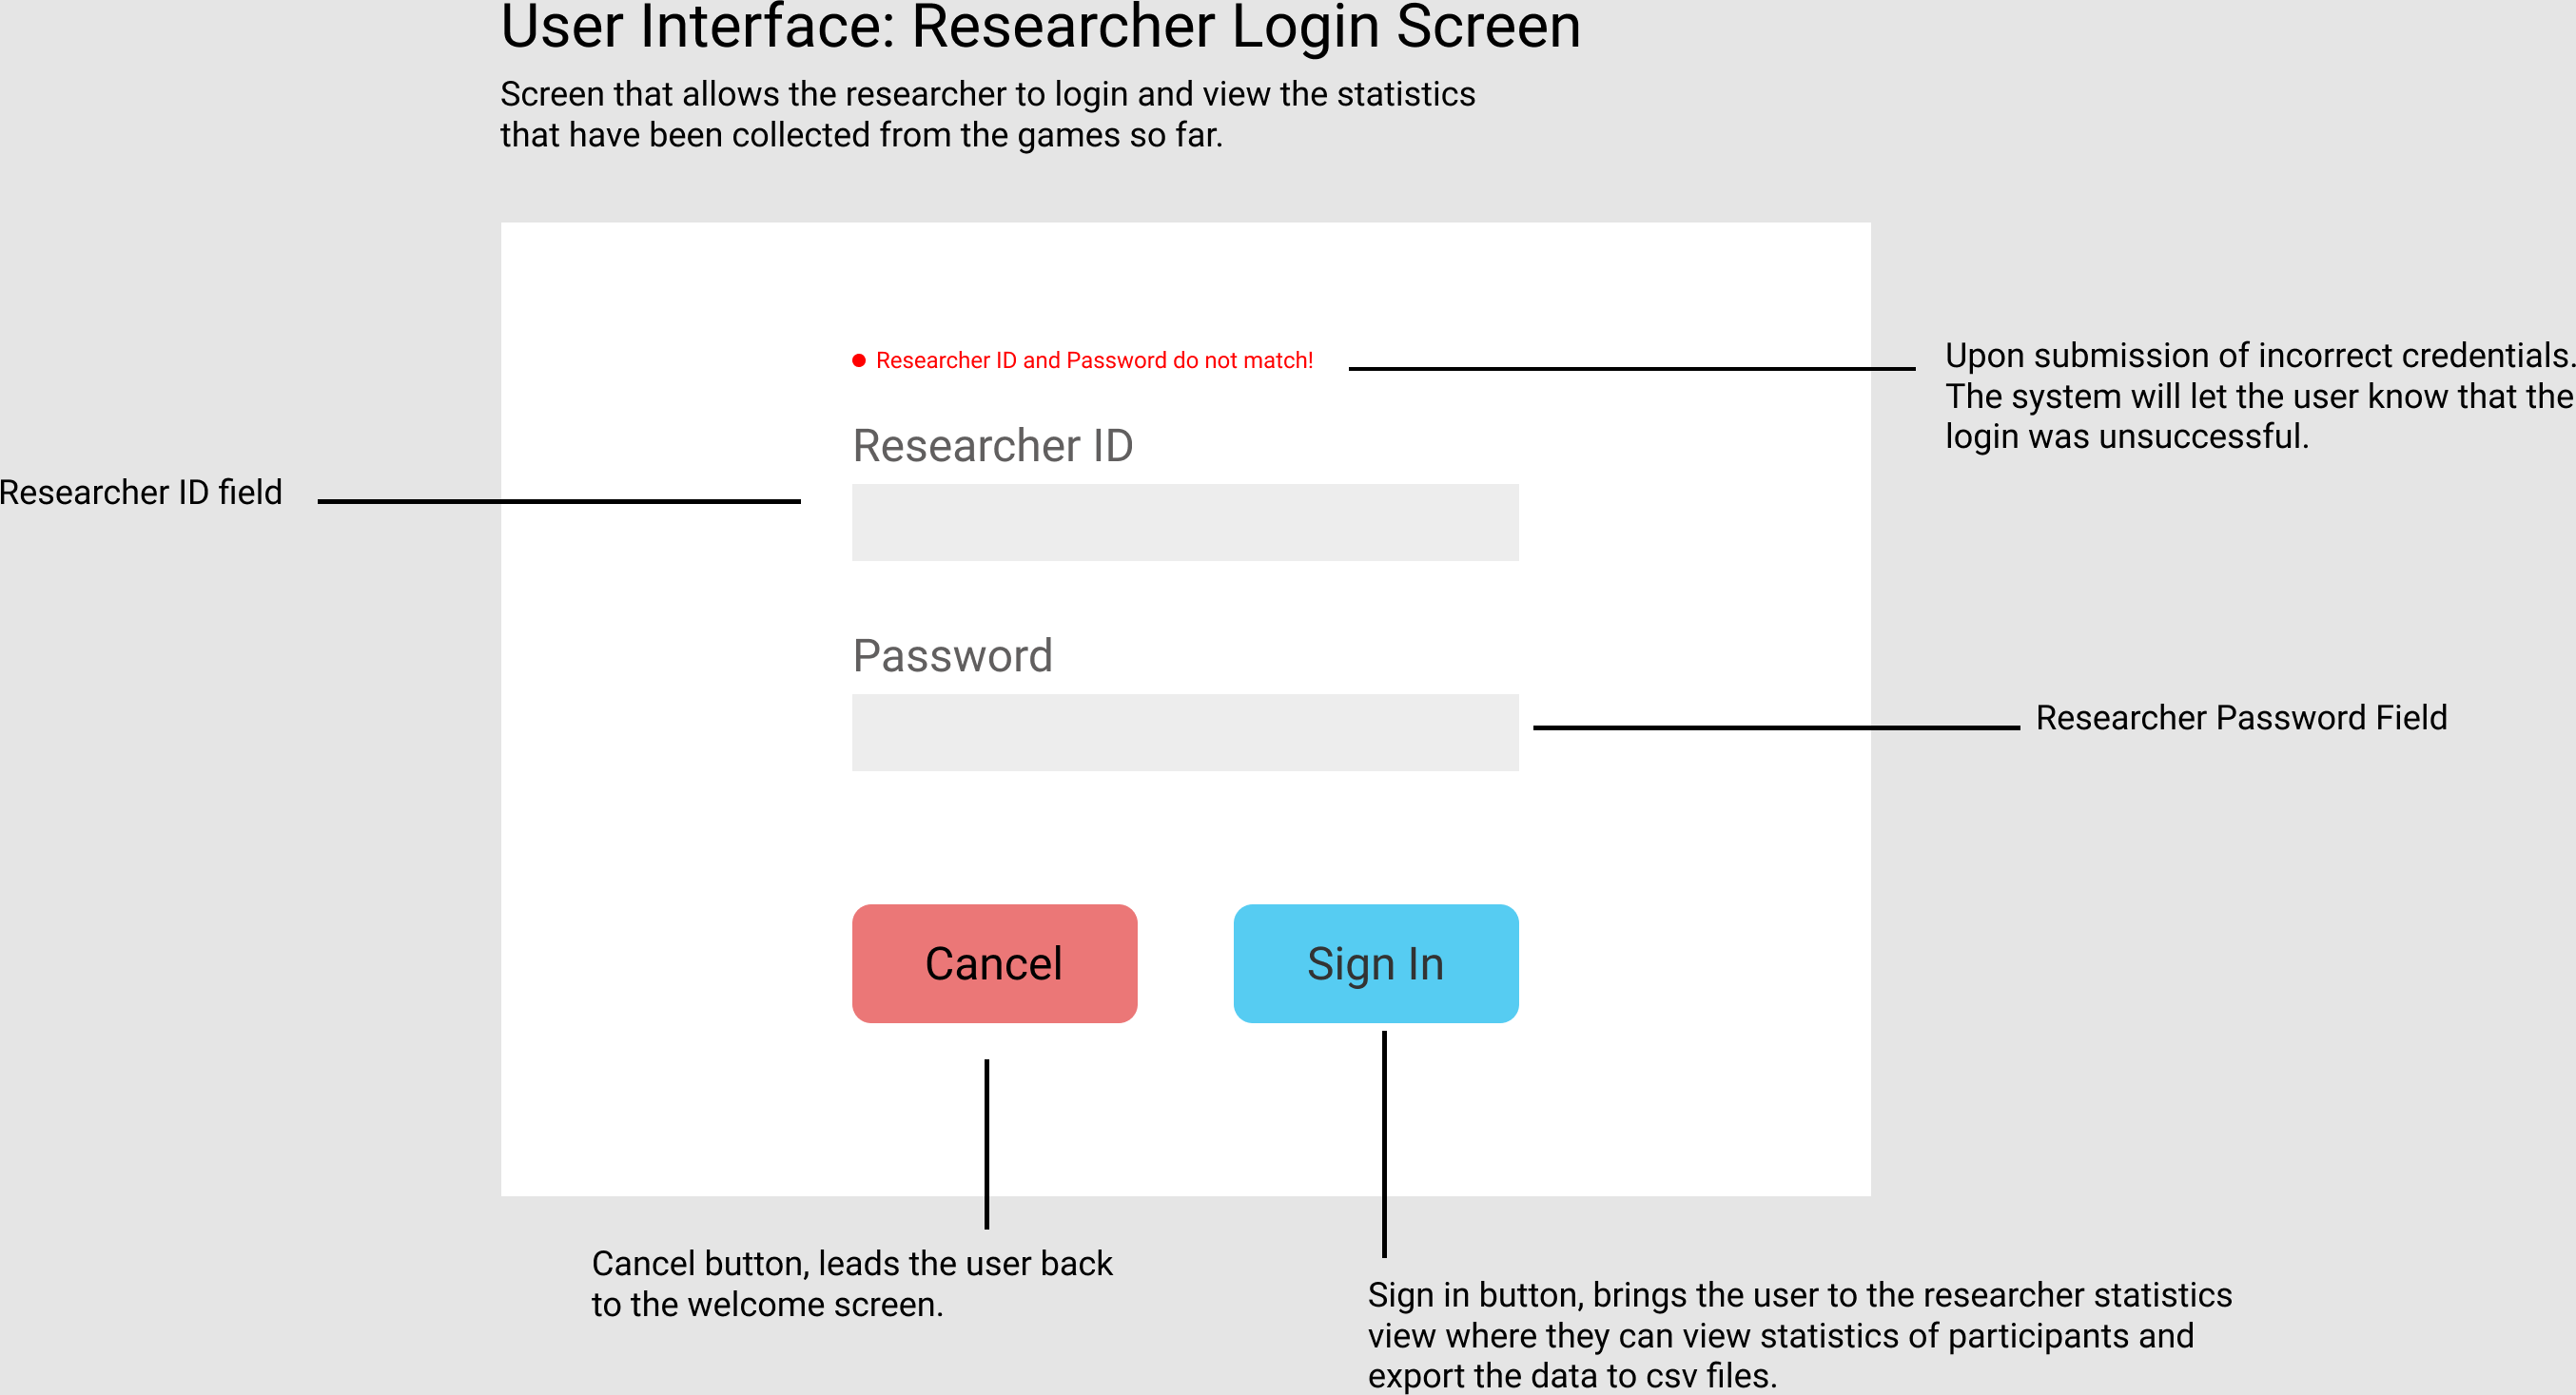 User Interface: Researcher Login Screen
Screen that allows the researcher to login and view the statistics
that have been collected from the games so far.
Researcher ID and Password do not match!
Upon submission of incorrect credentials.
The system will let the user know that the
login was unsuccessful.
Researcher ID
Researcher ID field
Password
Researcher Password Field
Cancel
Sign In
Cancel button, leads the user back
to the welcome screen.
Sign in button, brings the user to the researcher statistics
view where they can view statistics of participants and
export the data to csv files.